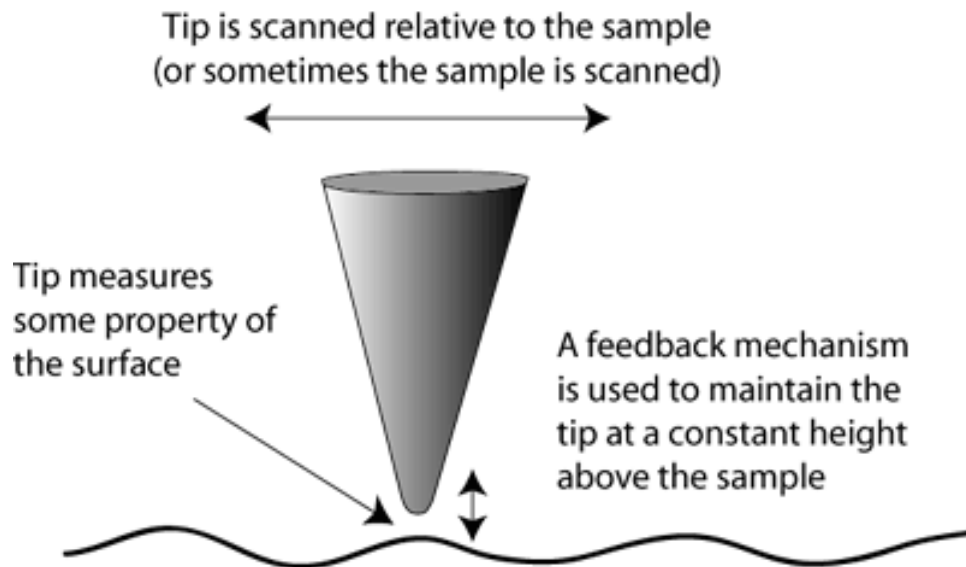 Tip is scanned relative to the sample
(or sometimes the sample is scanned)
Tip measures
some property of
the surface
A feedback mechanism
is used to maintain the
tip at a constant height
above the sample